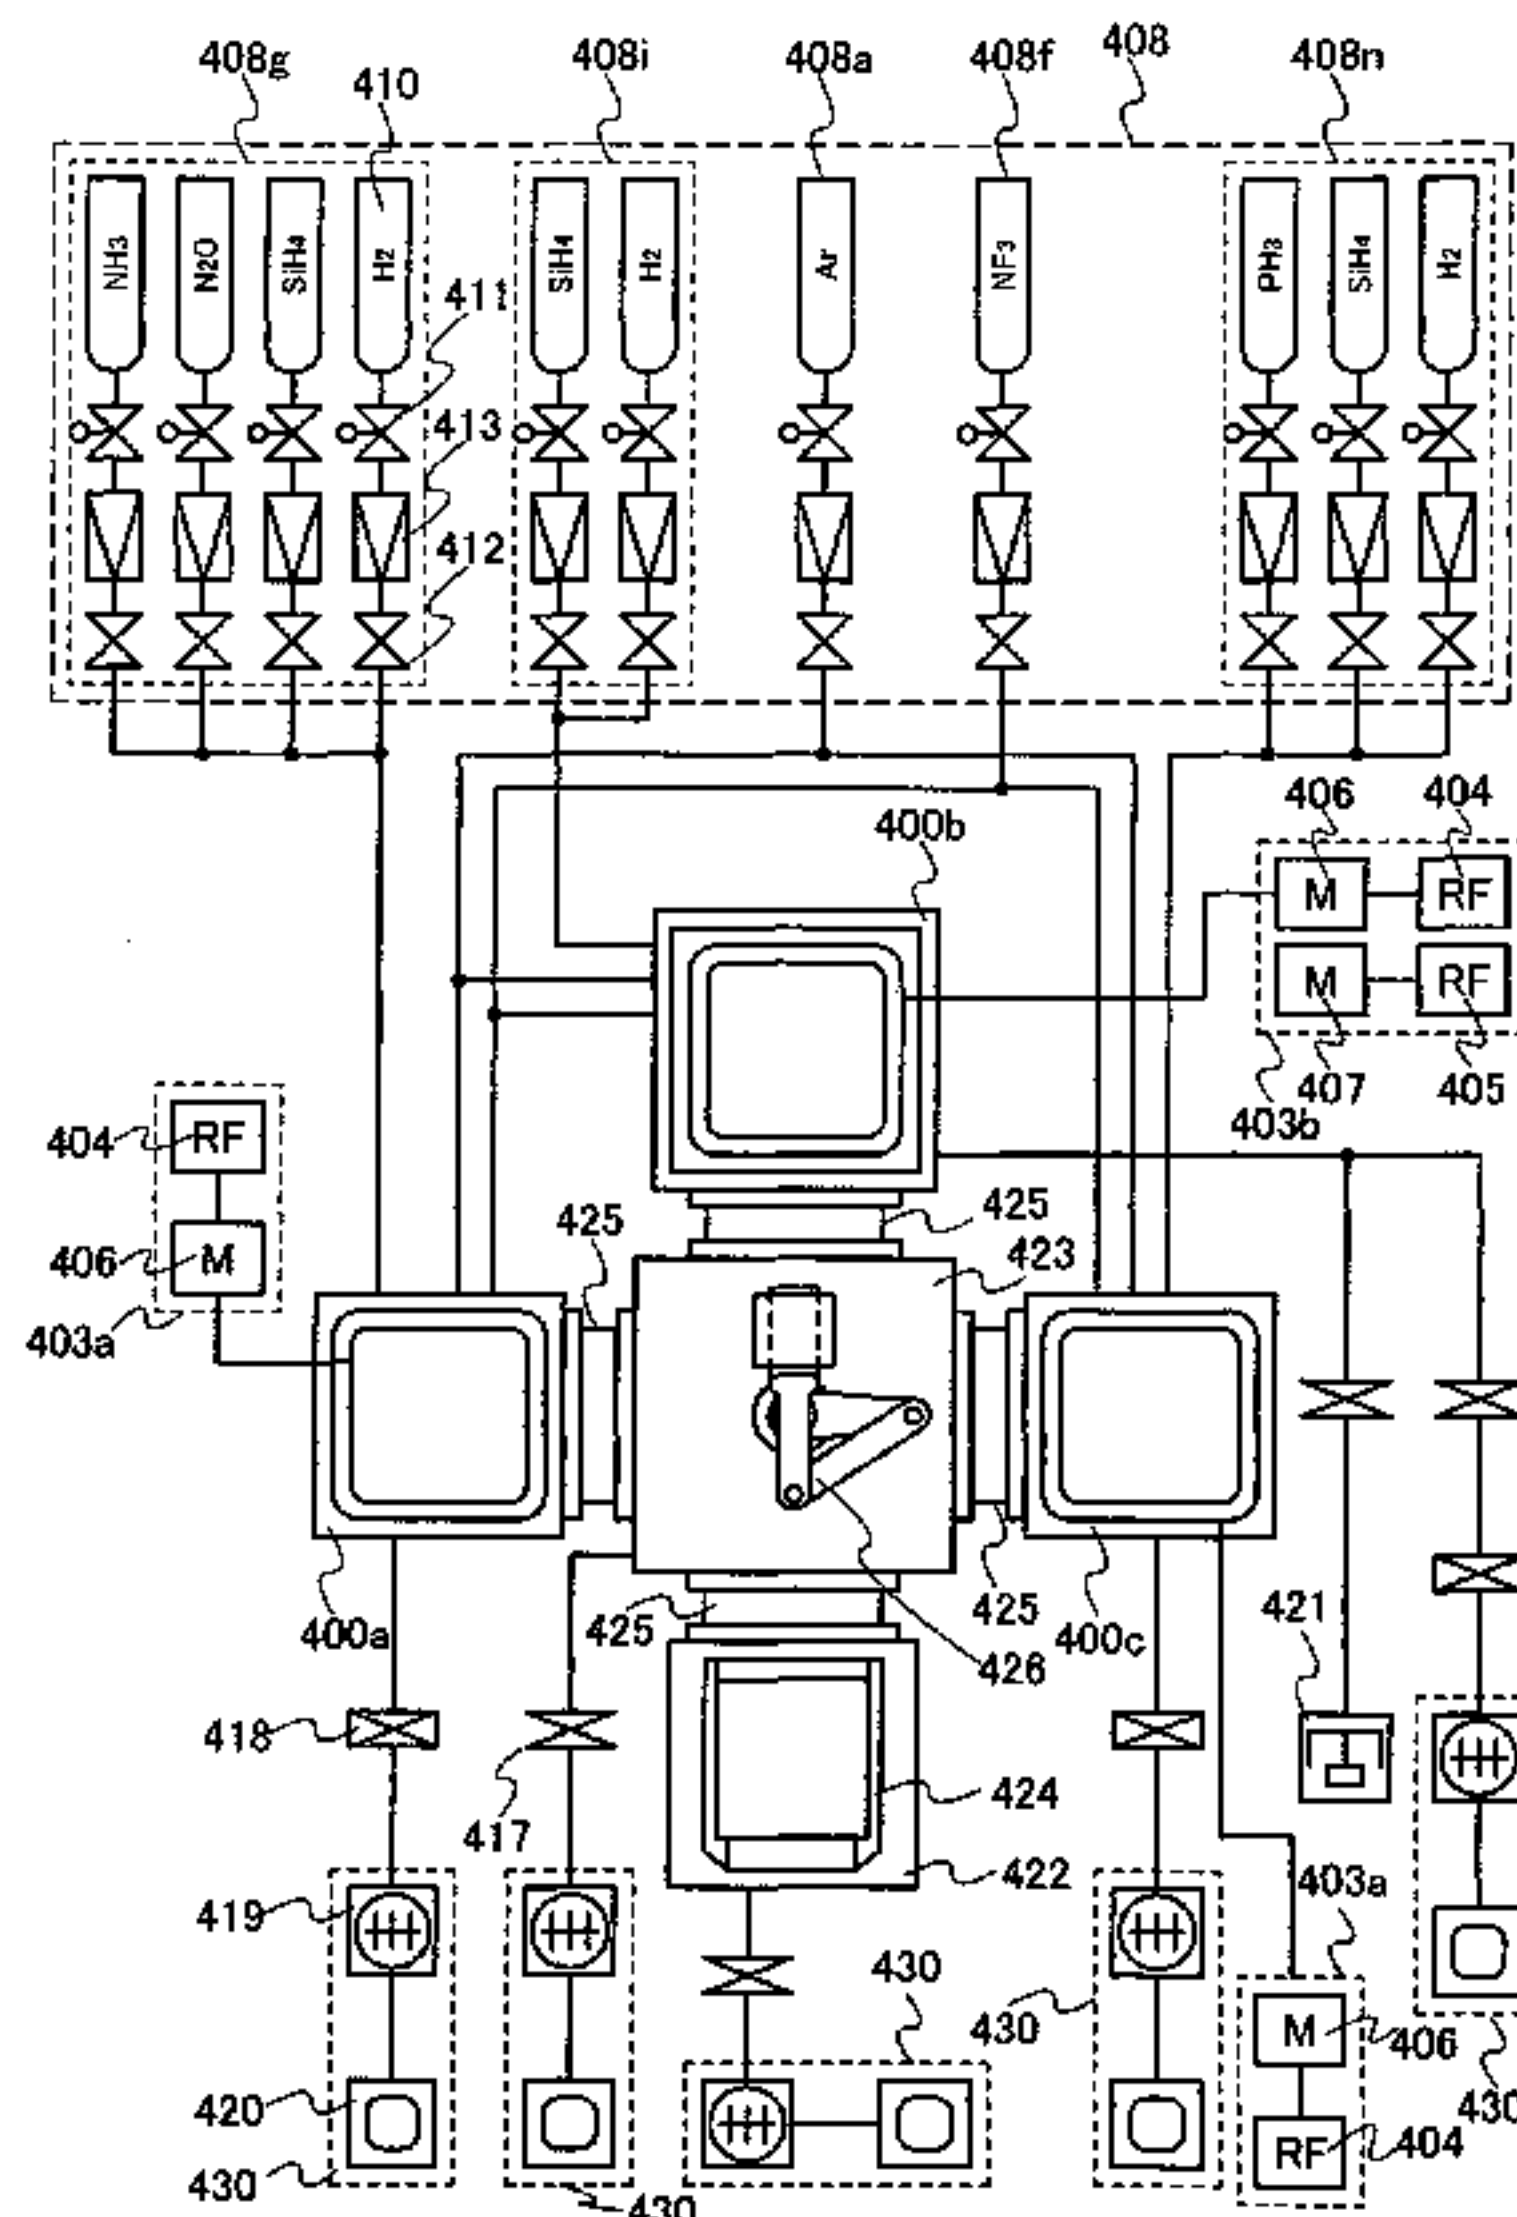 408g 410 408i 408a 408f 408 408n
NH3 N2O SiH4 H2 SiH4 H2 Ar NF3 PH3 SiH4 H2
411
413
412
406 404
400b
M RF
M RF
407 405
403b
404 RF
406 M
403a
425 425
423
400a 425 426 425 400c 421
418
417 424
422
419 403a
430 430
M 406
420 430
RF 404
430 430